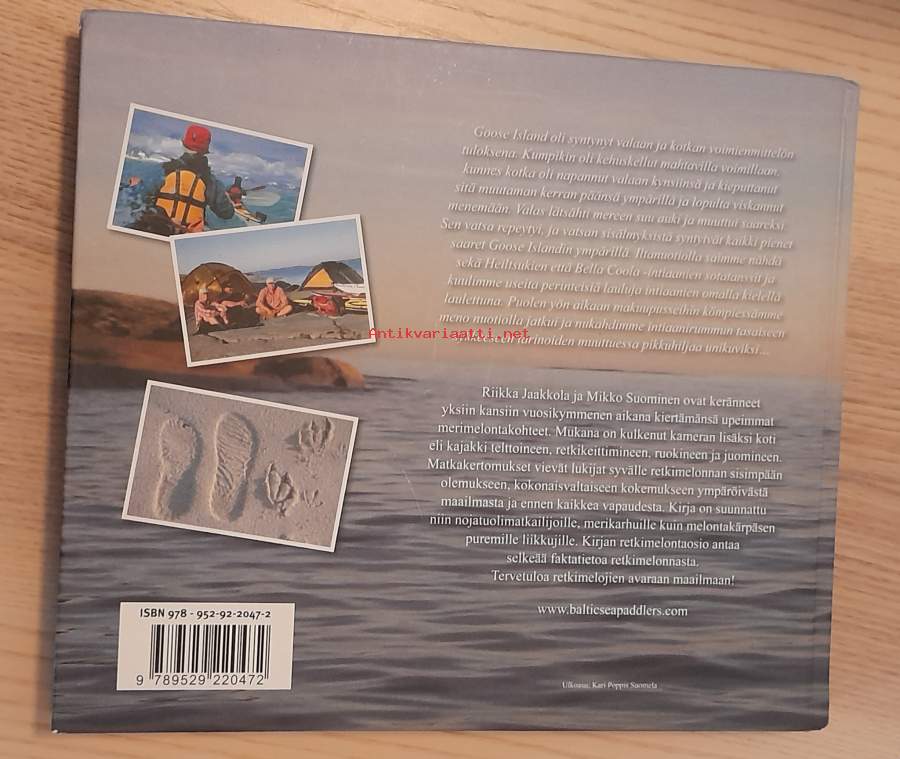 Goose Island oli syntynyt valaan ja kotkan voimienmittelön
tuloksena. Kumpikin oli kehuskellut mahtavilla voimillaan,
kunnes kotka oli napannut valaan kynsiinsä ja kieputtanut
sitä muutaman kerran päänsä ympärillä ja lopulta viskannut
menemään. Valas lätsähti mereen suu auki ja muuttui saareksi.
Sen vatsa repeytyi, ja vatsan sisälmyksistä syntyivät kaikki pienet
saaret Goose Islandin ympärillä. Iltanuotiolla saimme nähdä
sekä Heiltsukien että Bella Coola -intiaanien sotatanssit ja
kuulimme useita perinteisiä lauluja intiaanien omalla kielellä
laulettuna. Puolen yön aikaan makuupusseihin kömpiessämme
meno nuotiolla jatkui ja nukahdimme intiaanirummun tasaiseen
tarinoiden muuttuessa pikkuhiljaa unikuviksi...
Antikvariaatti.net
Riikka Jaakkola ja Mikko Suominen ovat keränneet
yksiin kansiin vuosikymmenen aikana kiertämänsä upeimmat
merimelontakohteet. Mukana on kulkenut kameran lisäksi koti
eli kajakki telttoineen, retkikeittimineen, ruokineen ja juomineen.
Matkakertomukset vievät lukijat syvälle retkimelonnan sisimpään
olemukseen, kokonaisvaltaiseen kokemukseen ympäröivästä
maailmasta ja ennen kaikkea vapaudesta. Kirja on suunnattu
niin nojatuolimatkailijoille, merikarhuille kuin melontakärpäsen
puremille liikkujille. Kirjan retkimelontaosio antaa
selkeää faktatietoa retkimelonnasta.
Tervetuloa retkimelojien avaraan maailmaan!
www.balticseapaddlers.com
ISBN 978 - 952-92-2047-2
9 789529 220472
Ulkoasu: Kari Poppis Suomela